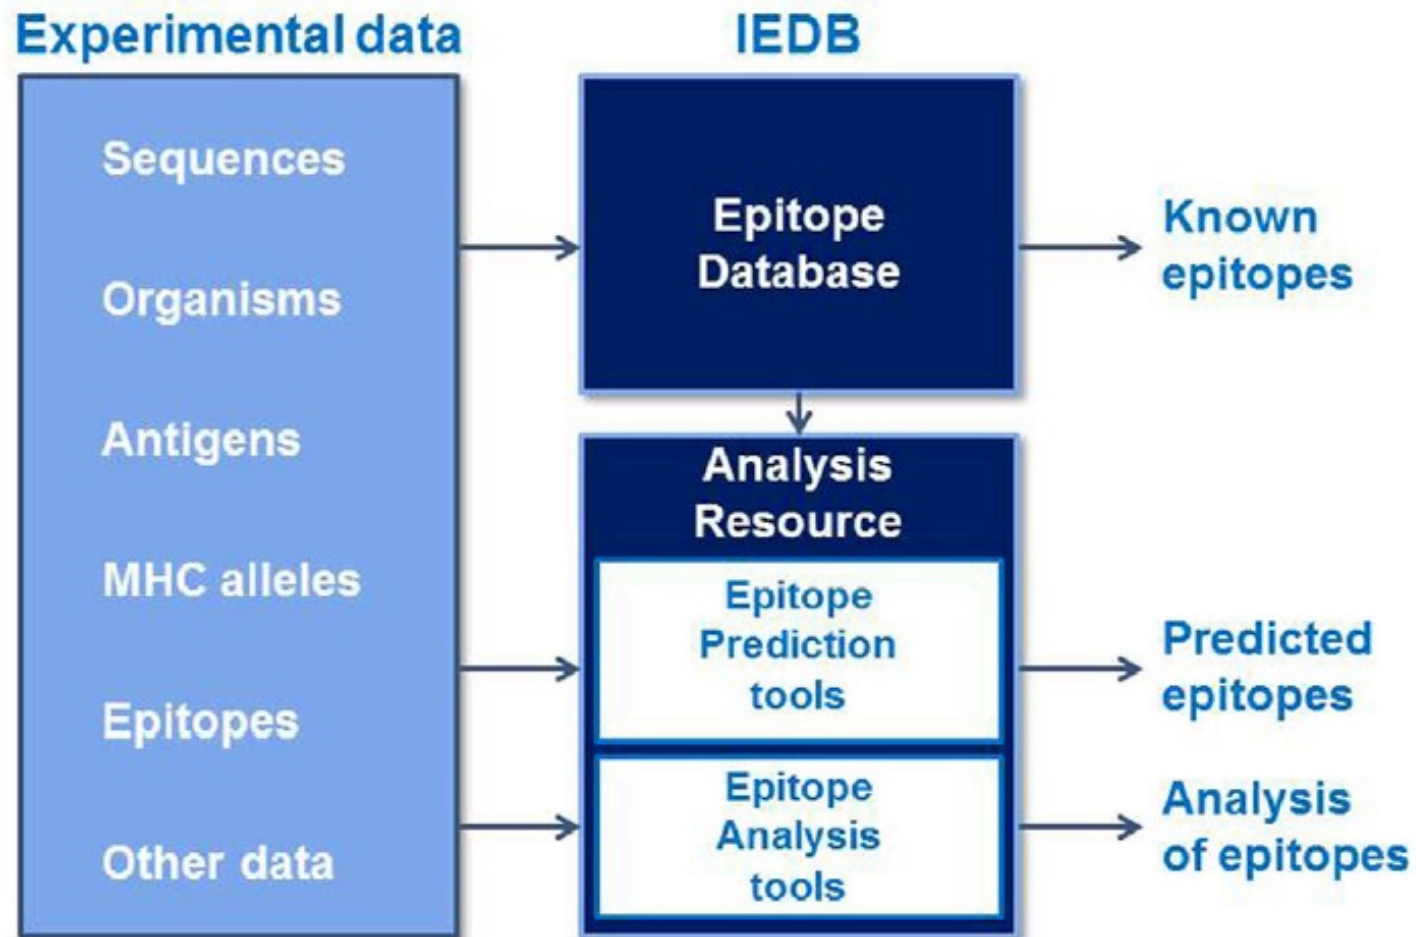 Experimental data
Sequences
Organisms
Antigens
MHC alleles
Epitopes
Other data
IEDB
Epitope
Database
Analysis
Resource
Epitope
Prediction
tools
Epitope
Analysis
tools
Known
epitopes
Predicted
epitopes
Analysis
of epitopes